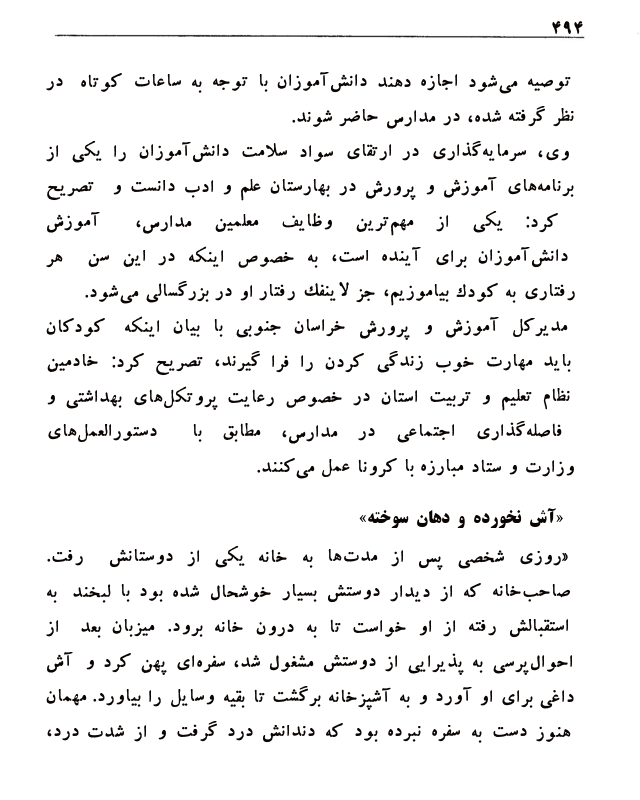 ۴۹۴
توصیه می‌شود اجازه دهند دانش‌آموزان با توجه به ساعات کوتاه در
نظر گرفته شده، در مدارس حاضر شوند.
وی، سرمایه‌گذاری در ارتقای سواد سلامت دانش‌آموزان را یکی از
برنامه‌های آموزش و پرورش در بهارستان علم و ادب دانست و تصریح
کرد: یکی از مهم‌ترین وظایف معلمین مدارس، آموزش
دانش‌آموزان برای آینده است، به خصوص اینکه در این سن هر
رفتاری به کودك بیاموزیم، جز لاینفك رفتار او در بزرگسالی می‌شود.
مدیرکل آموزش و پرورش خراسان جنوبی با بیان اینکه کودکان
باید مهارت خوب زندگی کردن را فرا گیرند، تصریح کرد: خادمین
نظام تعلیم و تربیت استان در خصوص رعایت پروتکل‌های بهداشتی و
فاصله‌گذاری اجتماعی در مدارس، مطابق با دستورالعمل‌های
وزارت و ستاد مبارزه با کرونا عمل می‌کنند.
«آش نخورده و دهان سوخته»
«روزی شخصی پس از مدت‌ها به خانه یکی از دوستانش رفت.
صاحب‌خانه که از دیدار دوستش بسیار خوشحال شده بود با لبخند به
استقبالش رفته از او خواست تا به درون خانه برود. میزبان بعد از
احوال‌پرسی به پذیرایی از دوستش مشغول شد، سفره‌ای پهن کرد و آش
داغی برای او آورد و به آشپزخانه برگشت تا بقیه وسایل را بیاورد. مهمان
هنوز دست به سفره نبرده بود که دندانش درد گرفت و از شدت درد،